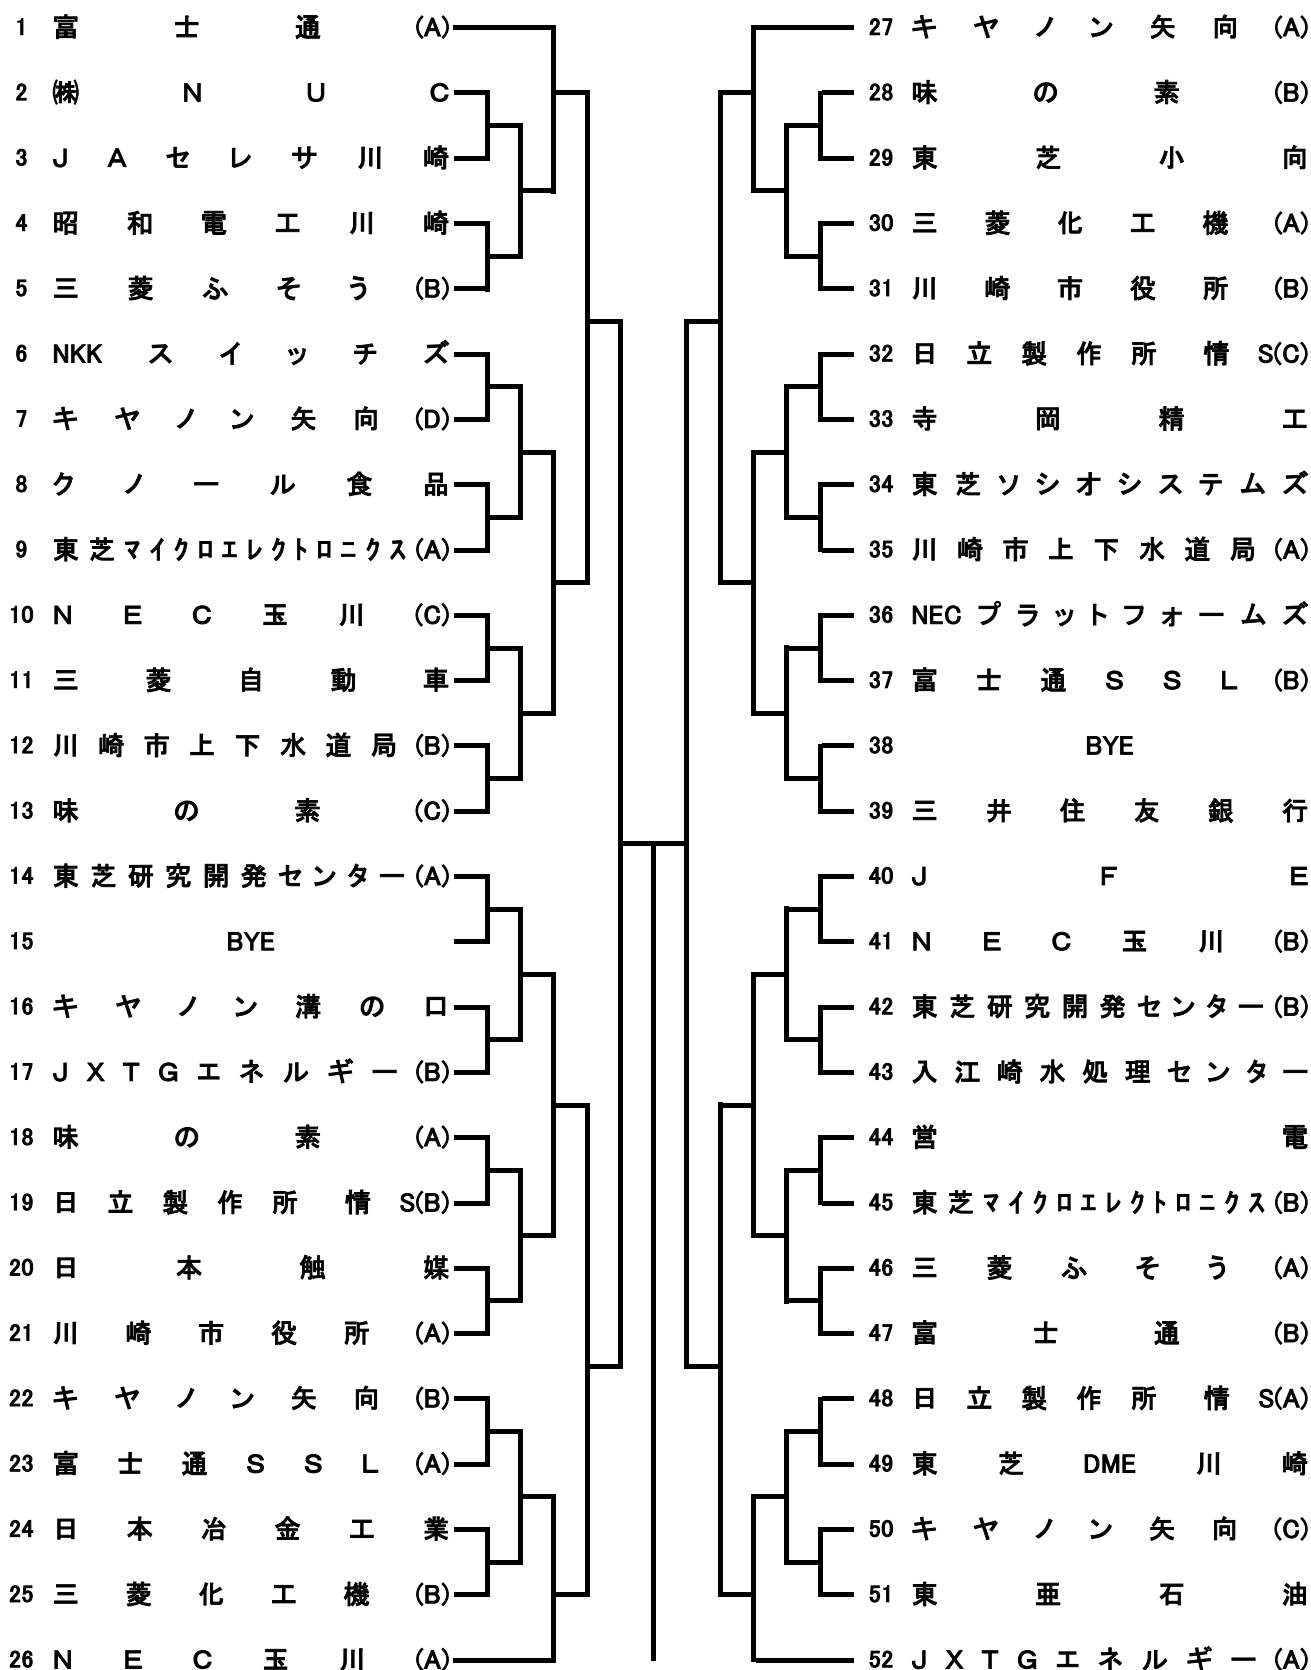 1 富士通(A)
2 ㈱NUC
3 JAセレサ川崎
4 昭和電工川崎
5 三菱ふそう(B)
6 NKKスイッチズ
7 キヤノン矢向(D)
8 クノール食品
9 東芝マイクロエレクトロニクス(A)
10 NEC玉川(C)
11 三菱自動車
12 川崎市上下水道局(B)
13 味の素(C)
14 東芝研究開発センター(A)
15 BYE
16 キヤノン溝の口
17 JXTGエネルギー(B)
18 味の素(A)
19 日立製作所 情S(B)
20 日本触媒
21 川崎市役所(A)
22 キヤノン矢向(B)
23 富士通SSL(A)
24 日本冶金工業
25 三菱化工機(B)
26 NEC玉川(A)
27 キヤノン矢向(A)
28 味の素(B)
29 東芝小向
30 三菱化工機(A)
31 川崎市役所(B)
32 日立製作所 情S(C)
33 寺岡精工
34 東芝ソシオシステムズ
35 川崎市上下水道局(A)
36 NECプラットフォームズ
37 富士通SSL(B)
38 BYE
39 三井住友銀行
40 JFE
41 NEC玉川(B)
42 東芝研究開発センター(B)
43 入江崎水処理センター
44 営電
45 東芝マイクロエレクトロニクス(B)
46 三菱ふそう(A)
47 富士通(B)
48 日立製作所 情S(A)
49 東芝DME川崎
50 キヤノン矢向(C)
51 東亜石油
52 JXTGエネルギー(A)